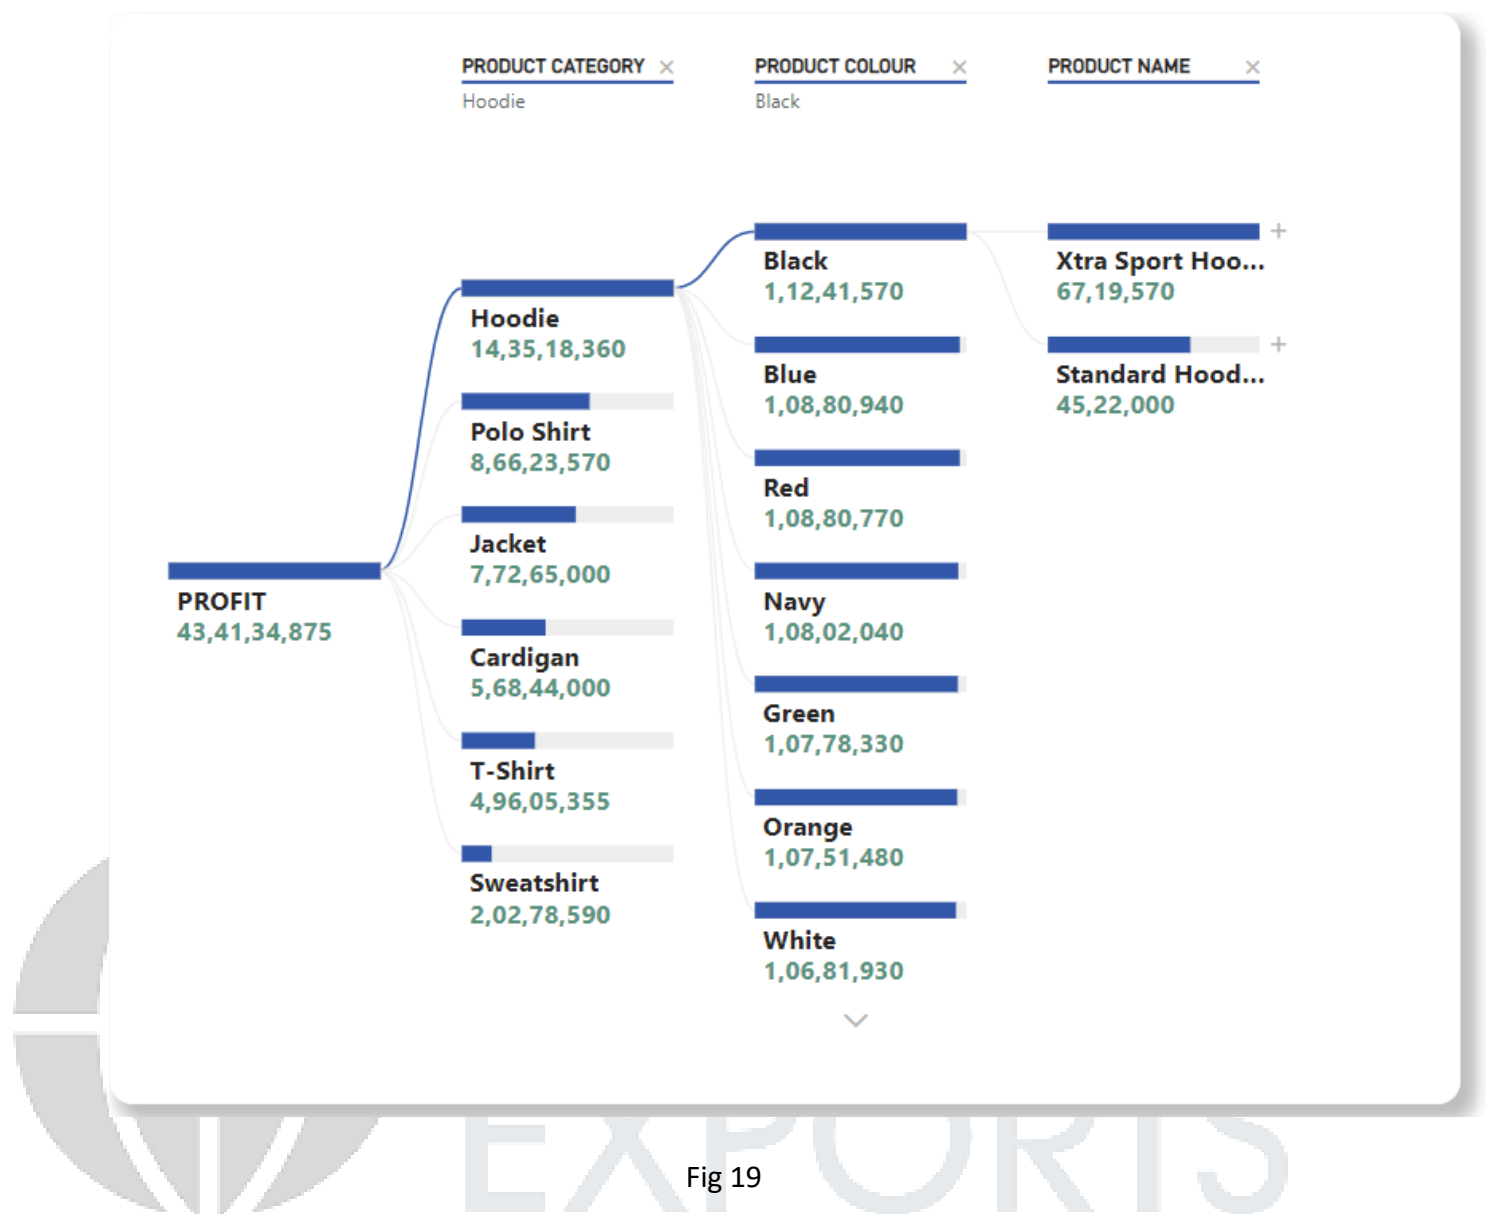 PRODUCT CATEGORY
Hoodie
PRODUCT COLOUR
Black
PRODUCT NAME
PROFIT
43,41,34,875
Hoodie
14,35,18,360
Polo Shirt
8,66,23,570
Jacket
7,72,65,000
Cardigan
5,68,44,000
T-Shirt
4,96,05,355
Sweatshirt
2,02,78,590
Black
1,12,41,570
Blue
1,08,80,940
Red
1,08,80,770
Navy
1,08,02,040
Green
1,07,78,330
Orange
1,07,51,480
White
1,06,81,930
Xtra Sport Hoo...
67,19,570
Standard Hood...
45,22,000
EXPORTS
Fig 19